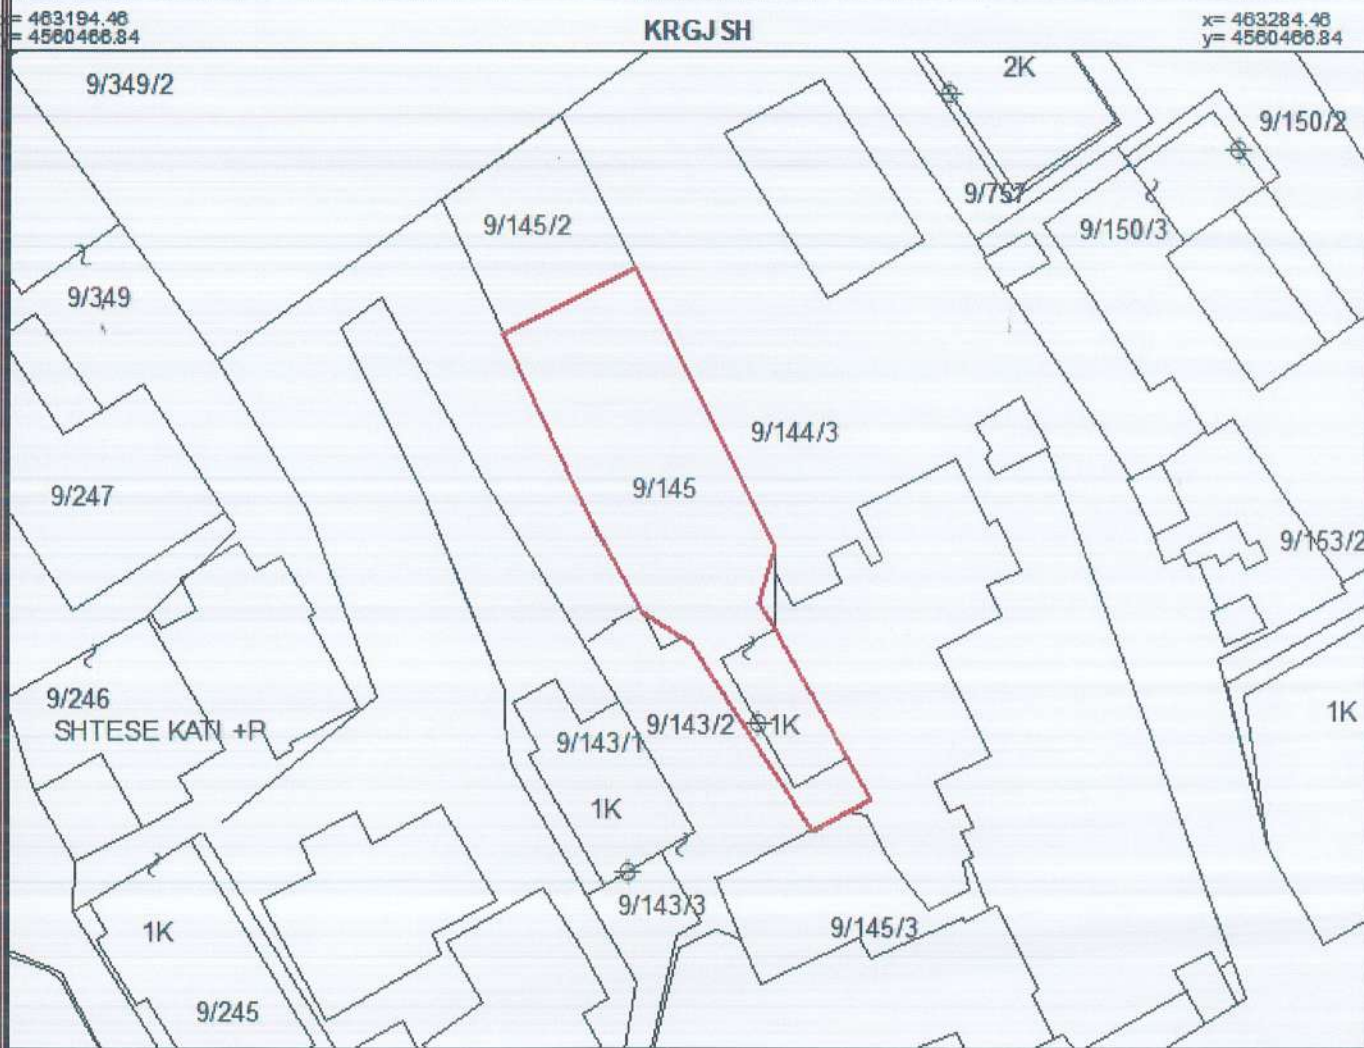 = 463194.46
= 4560466.84
KRGJSH
x= 463284.46
y= 4560466.84
9/349/2
2K
9/150/2
9/757
9/145/2
9/150/3
9/349
9/144/3
9/145
9/247
9/153/2
9/246
SHTESE KATI +R
9/143/1
9/143/2
1K
1K
1K
9/143/3
9/145/3
1K
9/245